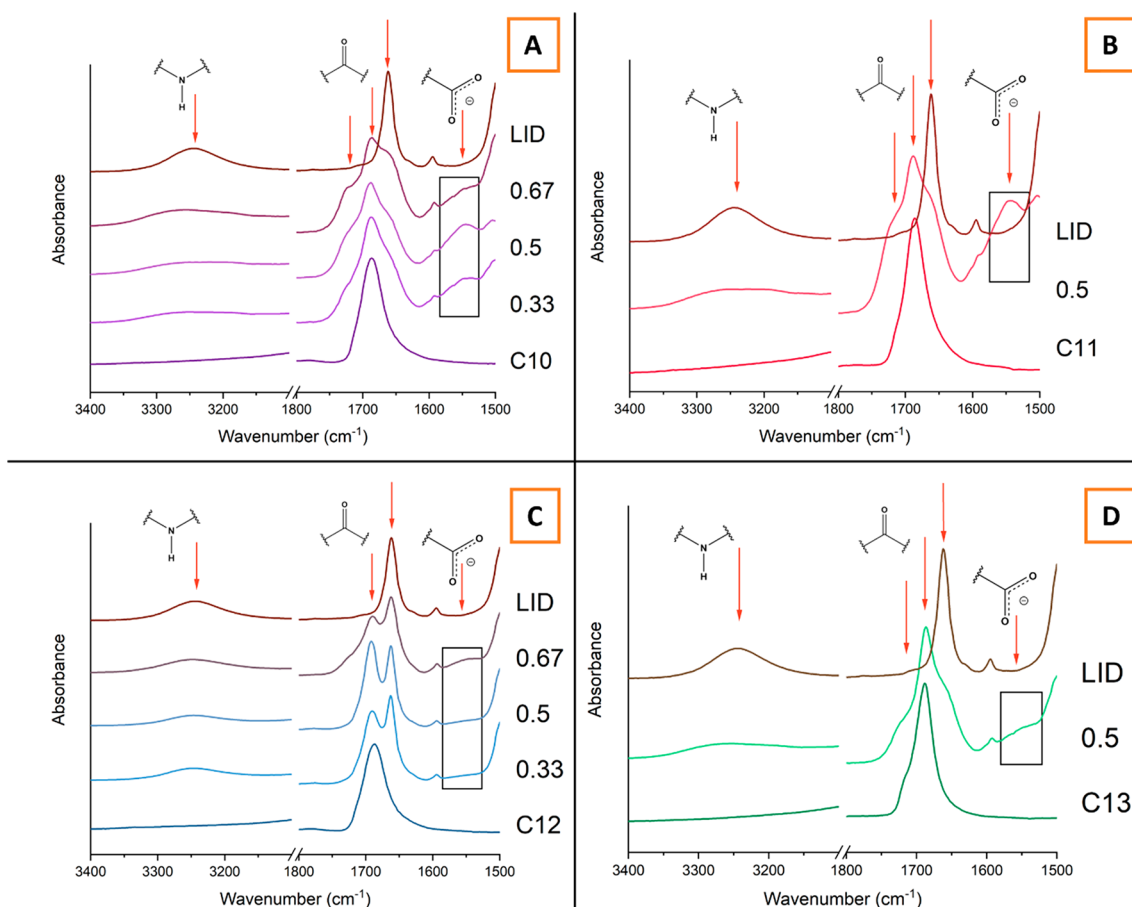 A
N
H
O
O
O
⊖
LID
0.67
0.5
0.33
C10
Absorbance
3400 3300 3200 1800 1700 1600 1500
Wavenumber (cm-1)
B
N
H
O
O
O
⊖
LID
0.5
C11
Absorbance
3400 3300 3200 1800 1700 1600 1500
Wavenumber (cm-1)
C
N
H
O
O
O
⊖
LID
0.67
0.5
0.33
C12
Absorbance
3400 3300 3200 1800 1700 1600 1500
Wavenumber (cm-1)
D
N
H
O
O
O
⊖
LID
0.5
C13
Absorbance
3400 3300 3200 1800 1700 1600 1500
Wavenumber (cm-1)